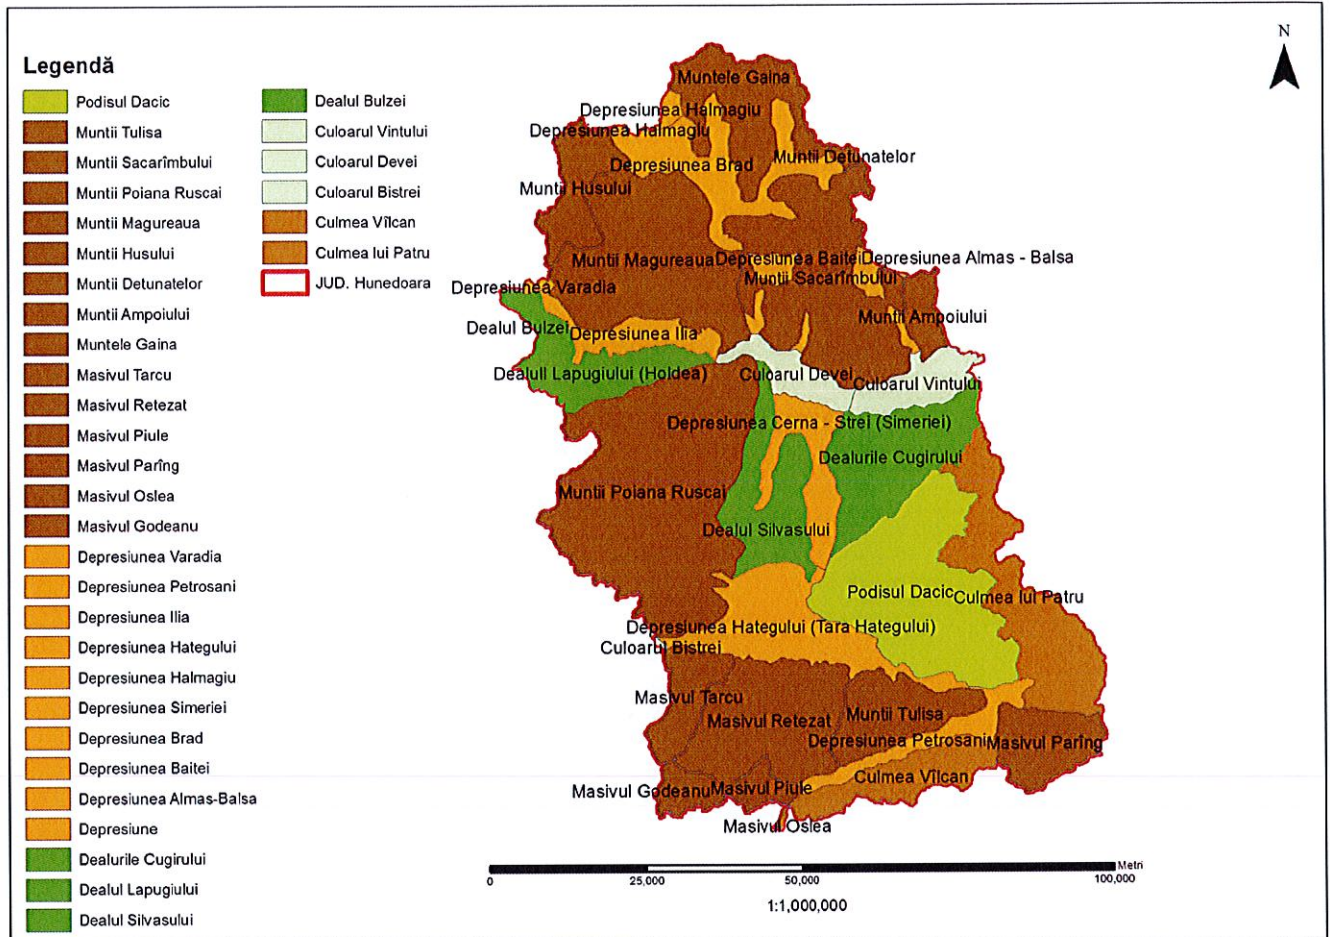 N
Legendă
Podisul Dacic
Muntii Tulisa
Muntii Sacarîmbului
Muntii Poiana Ruscai
Muntii Magureaua
Muntii Husului
Muntii Detunatelor
Muntii Ampoiului
Muntele Gaina
Masivul Tarcu
Masivul Retezat
Masivul Piule
Masivul Parîng
Masivul Oslea
Masivul Godeanu
Depresiunea Varadia
Depresiunea Petrosani
Depresiunea Ilia
Depresiunea Hategului
Depresiunea Halmagiu
Depresiunea Simeriei
Depresiunea Brad
Depresiunea Baitei
Depresiunea Almas-Balsa
Depresiune
Dealurile Cugirului
Dealul Lapugiului
Dealul Silvasului
Dealul Bulzei
Culoarul Vintului
Culoarul Devei
Culoarul Bistrei
Culmea Vîlcan
Culmea lui Patru
JUD. Hunedoara
Muntele Gaina
Depresiunea Halmagiu
Depresiunea Halmagiu
Muntii Detunatelor
Depresiunea Brad
Muntii Husului
Muntii Magureaua
Depresiunea Baitei
Depresiunea Almas - Balsa
Muntii Sacarîmbului
Depresiunea Varadia
Muntii Ampoiului
Dealul Bulzei
Depresiunea Ilia
Dealull Lapugiului (Holdea)
Culoarul Devei
Culoarul Vintului
Depresiunea Cerna - Strei (Simeriei)
Dealurile Cugirului
Muntii Poiana Ruscai
Dealul Silvasului
Podisul Dacic
Culmea lui Patru
Depresiunea Hategului (Tara Hategului)
Culoarul Bistrei
Masivul Tarcu
Masivul Retezat
Muntii Tulisa
Depresiunea Petrosani
Masivul Parîng
Culmea Vîlcan
Masivul Godeanu
Masivul Piule
Masivul Oslea
Metri
0 25,000 50,000 100,000
1:1,000,000